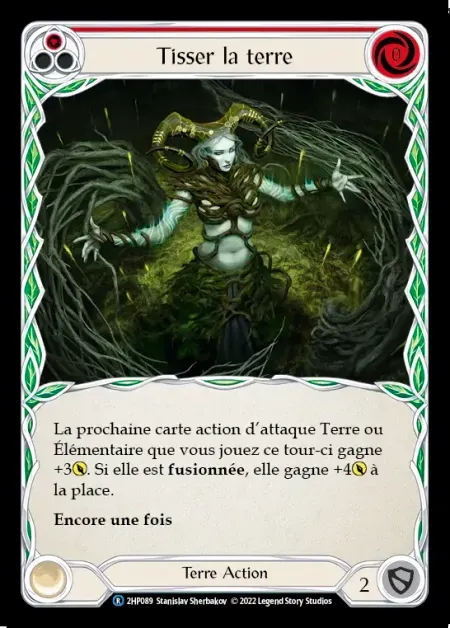 Tisser la terre
0
La prochaine carte action d'attaque Terre ou
Élémentaire que vous jouez ce tour-ci gagne
+3. Si elle est fusionnée, elle gagne +4 à
la place.
Encore une fois
Terre Action
2
R 2HP089 Stanislav Sherbakov © 2022 Legend Story Studios